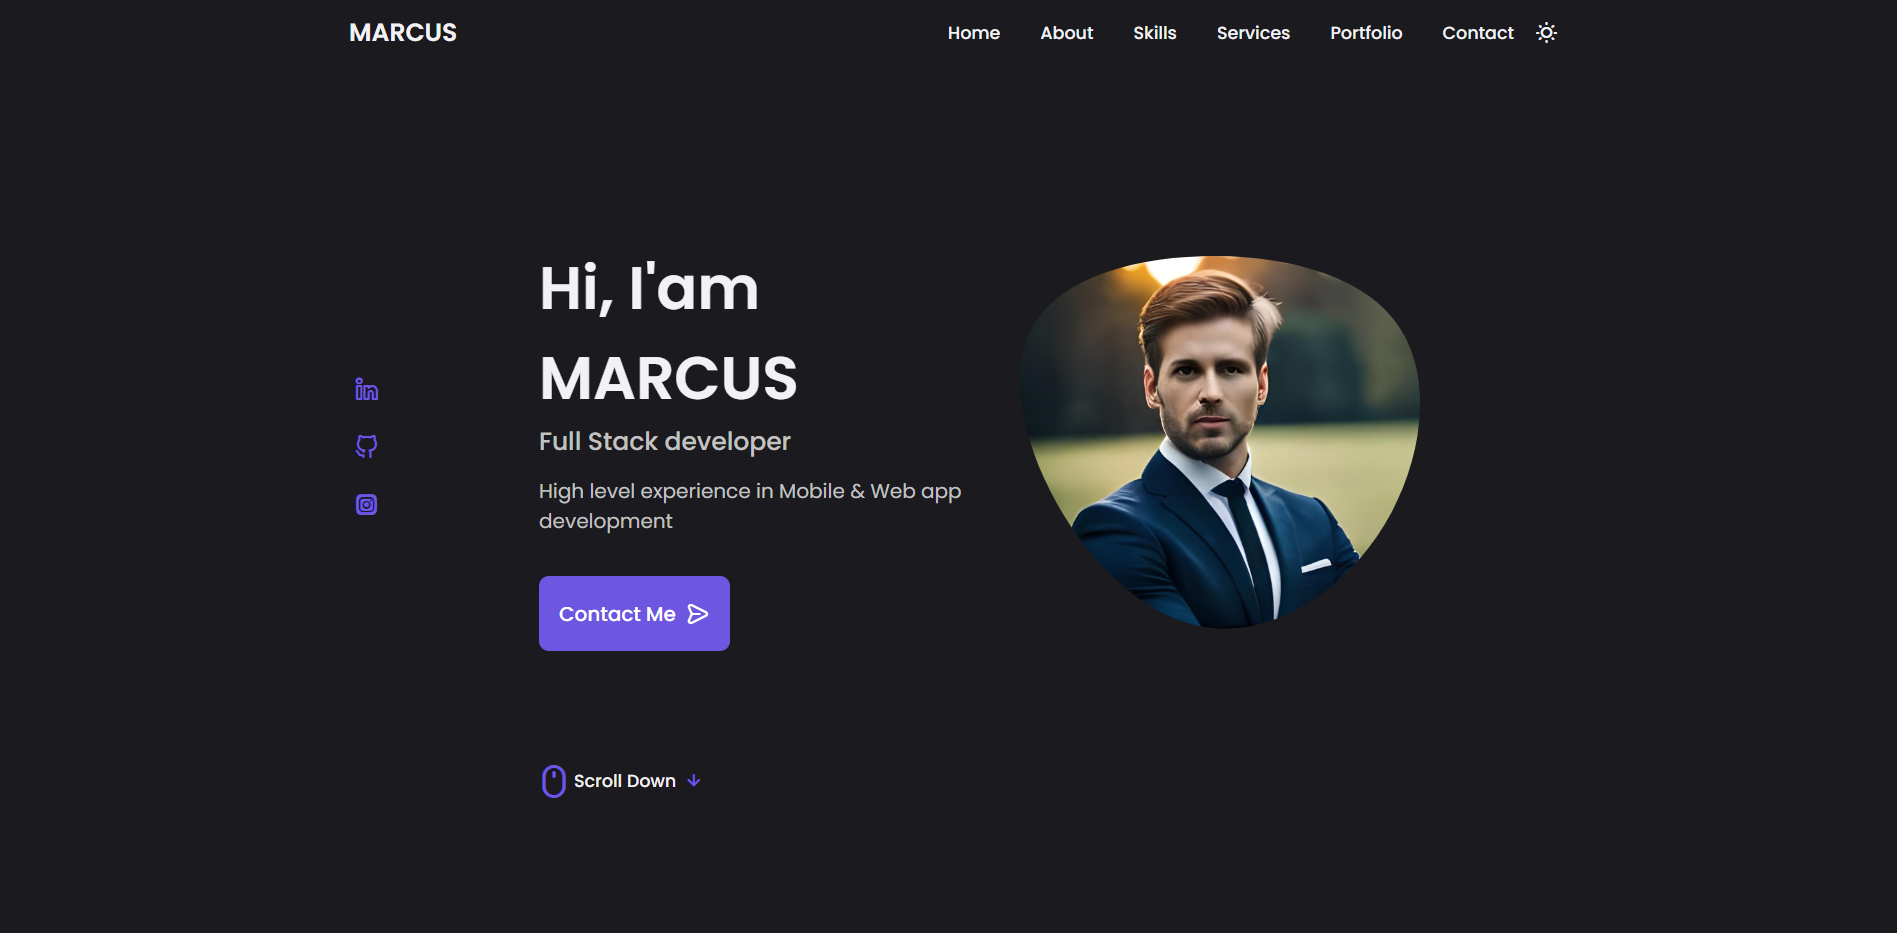 MARCUS
Home About Skills Services Portfolio Contact
Hi, I'am
MARCUS
Full Stack developer
High level experience in Mobile & Web app
development
Contact Me
Scroll Down